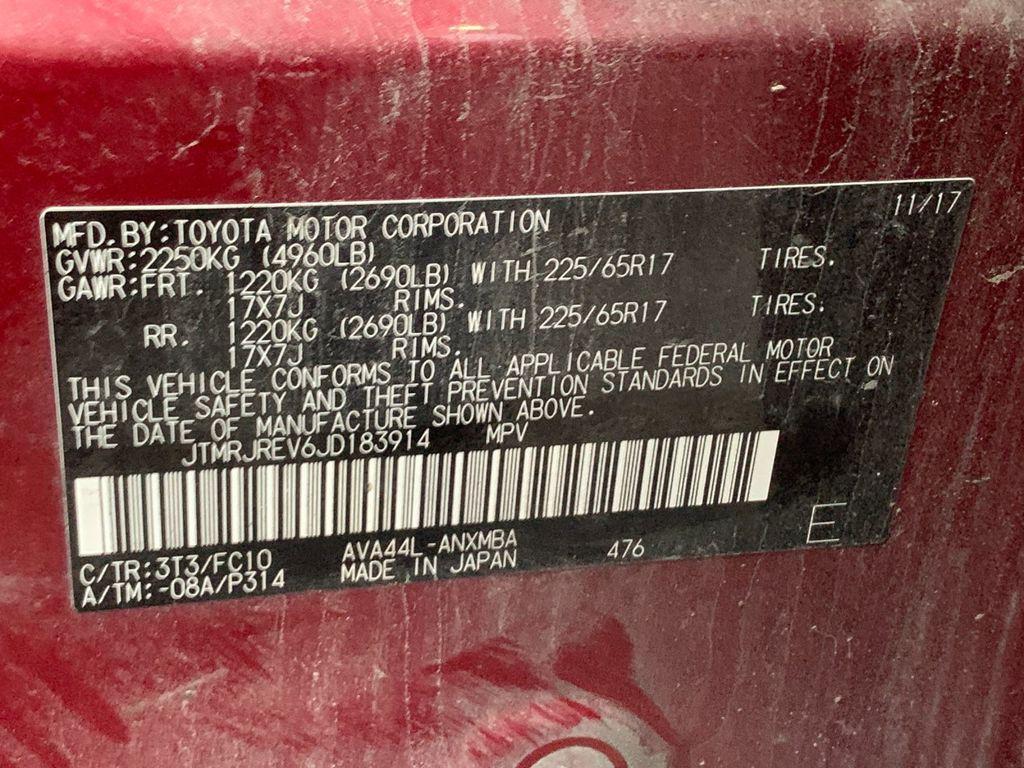 11/17
MFD. BY: TOYOTA MOTOR CORPORATION
GVWR: 2250KG (4960LB)
GAWR: FRT. 1220KG (2690LB) WITH 225/65R17 TIRES.
17X7J RIMS.
RR. 1220KG (2690LB) WITH 225/65R17 TIRES.
17X7J RIMS.
THIS VEHICLE CONFORMS TO ALL APPLICABLE FEDERAL MOTOR
VEHICLE SAFETY AND THEFT PREVENTION STANDARDS IN EFFECT ON
THE DATE OF MANUFACTURE SHOWN ABOVE.
JTMRJREV6JD183914 MPV
C/TR: 3T3/FC10 AVA44L-ANXMBA 476 E
A/TM: -08A/P314 MADE IN JAPAN